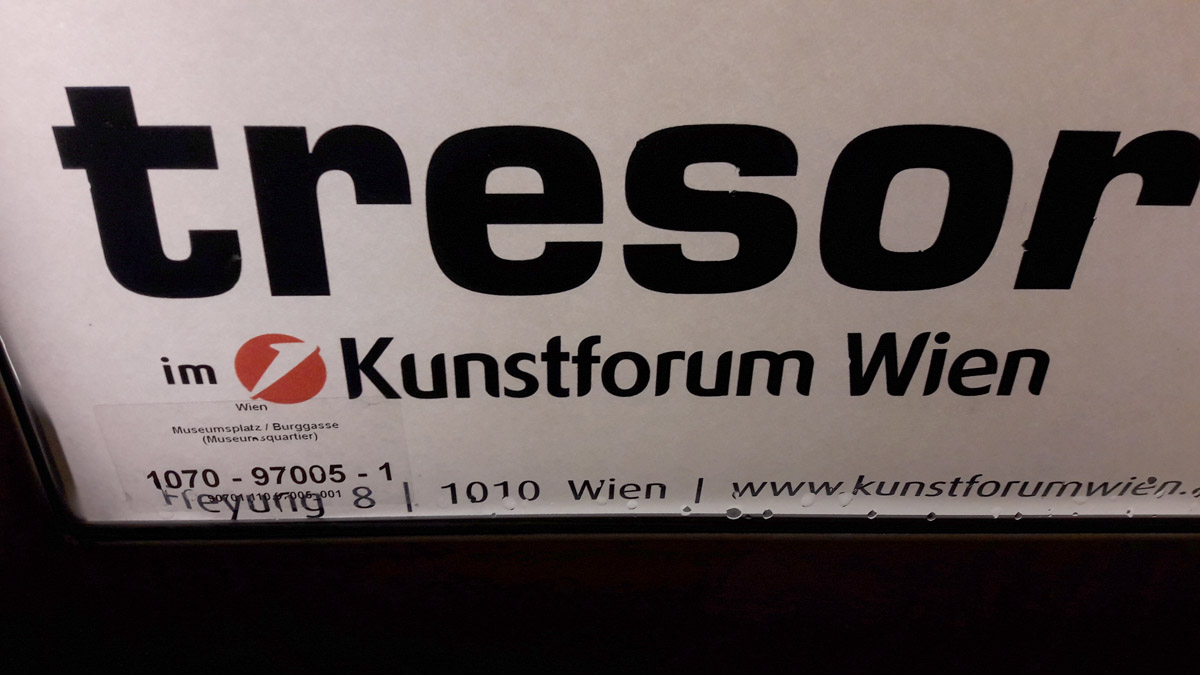 tresor
im Kunstforum Wien
Wien
Museumsplatz / Burggasse
(Museumsquartier)
1070 - 97005 - 1
Freyung 8 | 1010 Wien | www.kunstforumwien.